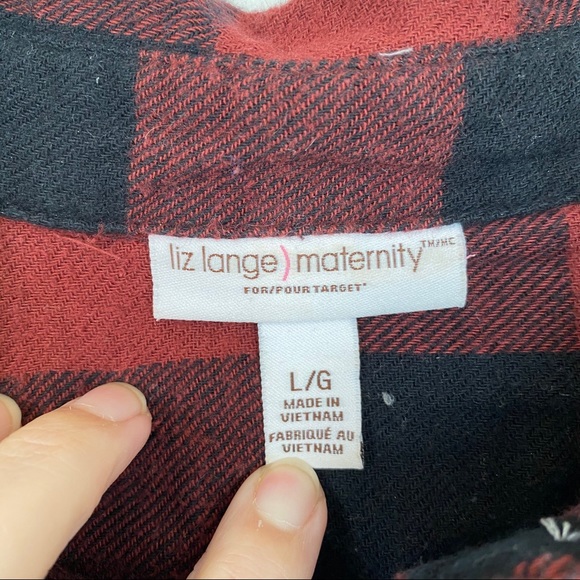 liz lange) maternity TM/MC
FOR/POUR TARGET*
L/G
MADE IN
VIETNAM
FABRIQUÉ AU
VIETNAM